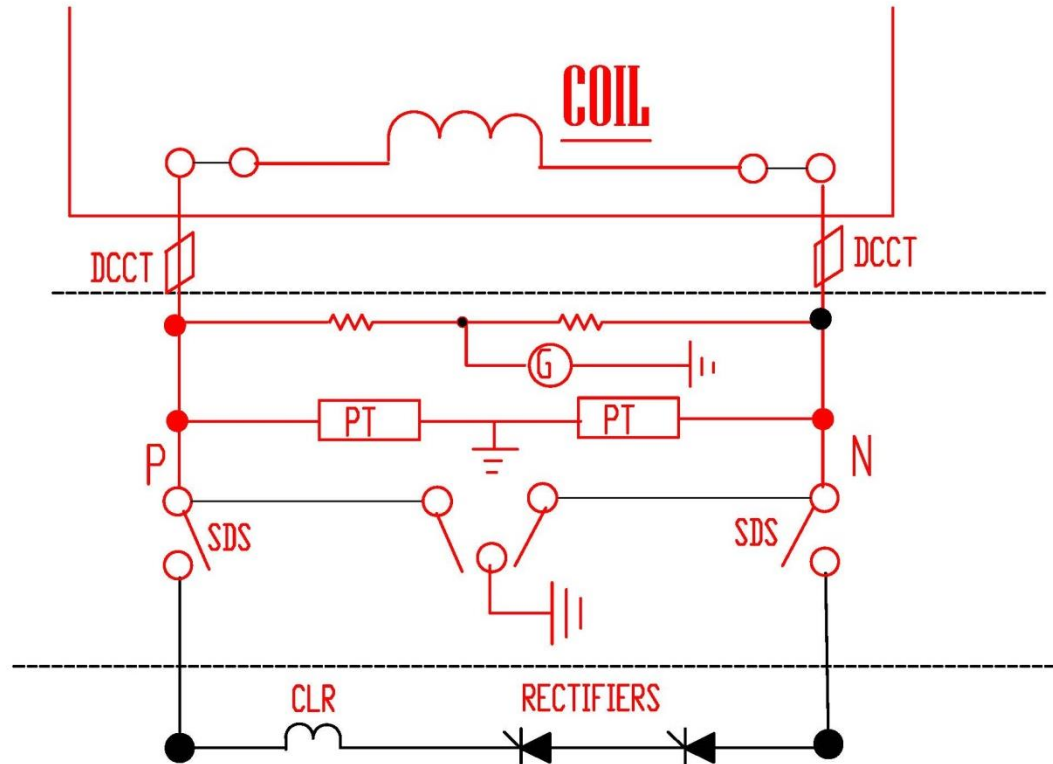 COIL
DCCT
DCCT
G
PT
PT
P
N
SDS
SDS
CLR
RECTIFIERS